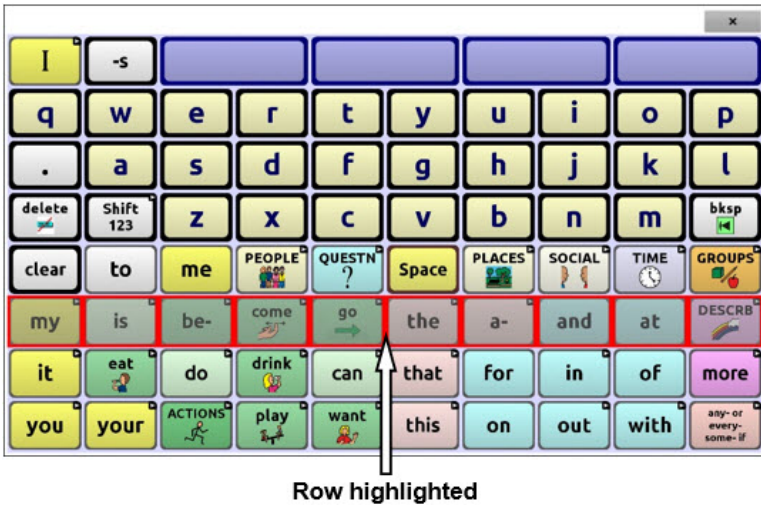 ×
I -s
q w e r t y u i o p
. a s d f g h j k l
delete Shift 123 z x c v b n m bksp
clear to me PEOPLE QUESTN ? Space PLACES SOCIAL TIME GROUPS
my is be- come go the a- and at DESCRB
it eat do drink can that for in of more
you your ACTIONS play want this on out with any- or every- some- if
Row highlighted